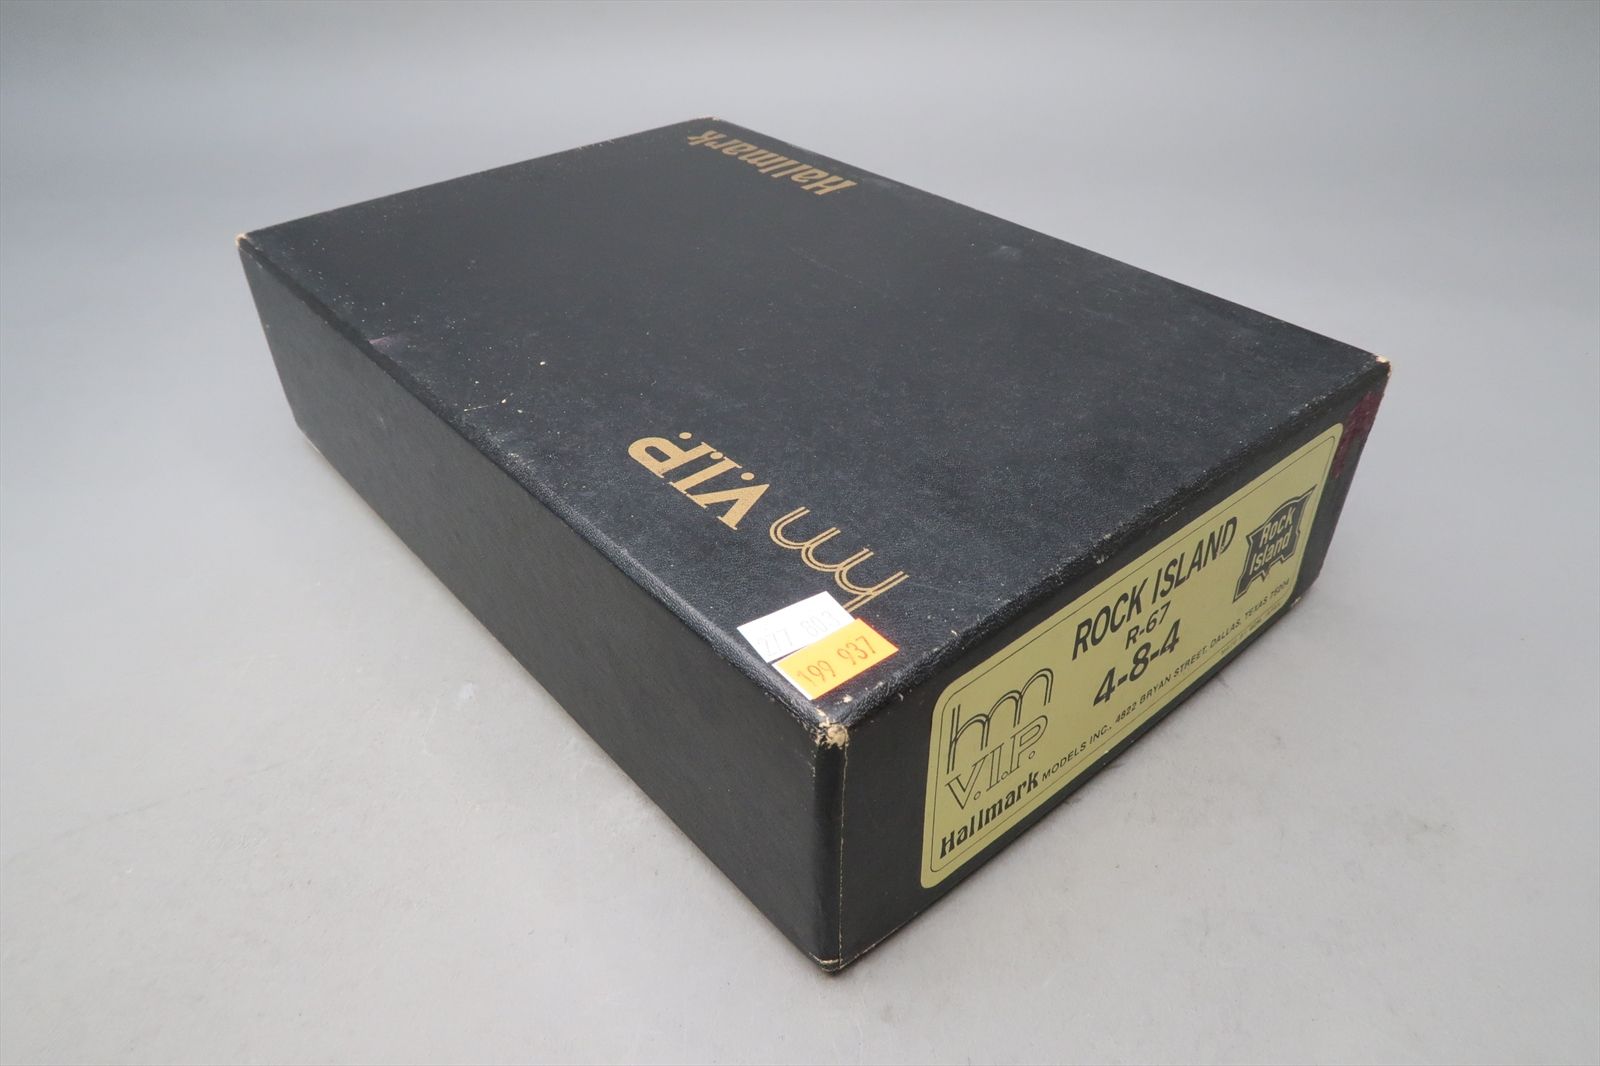 Hallmark
hm V.I.P.
277 803
199 937
ROCK ISLAND
R-67
4-8-4
Rock
Island
hm
V.I.P.
Hallmark MODELS INC., 4822 BRYAN STREET, DALLAS, TEXAS 75204